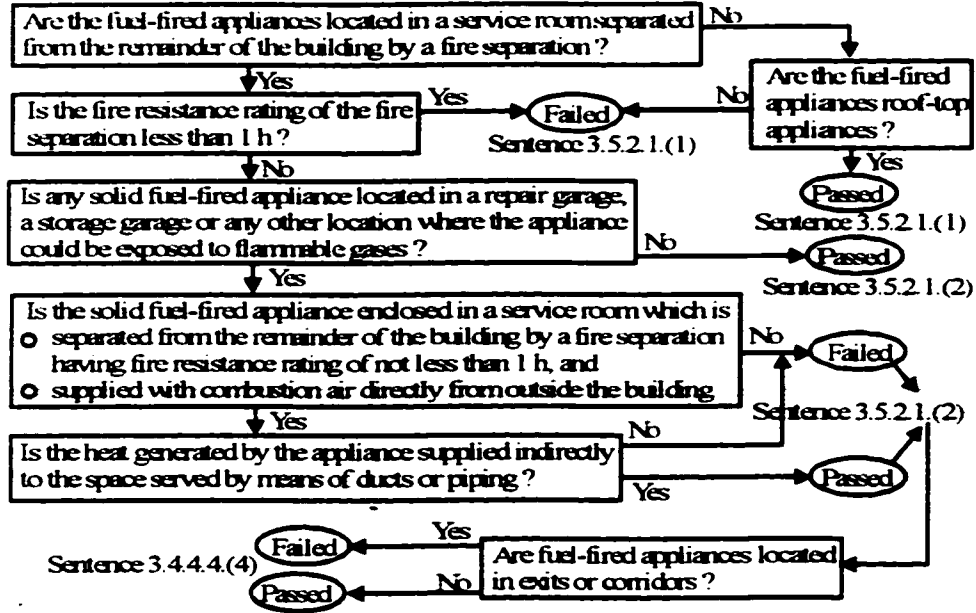 Are the fuel-fired appliances located in a service room separated
from the remainder of the building by a fire separation ?
No
Yes
Are the fuel-fired
appliances roof-top
appliances ?
Is the fire resistance rating of the fire
separation less than 1 h ?
Yes
Failed
No
Sentence 3.5.2.1.(1)
No
Yes
Passed
Sentence 3.5.2.1.(1)
Is any solid fuel-fired appliance located in a repair garage,
a storage garage or any other location where the appliance
could be exposed to flammable gases ?
No
Passed
Sentence 3.5.2.1.(2)
Yes
Is the solid fuel-fired appliance enclosed in a service room which is
o separated from the remainder of the building by a fire separation
having fire resistance rating of not less than 1 h, and
o supplied with combustion air directly from outside the building
No
Failed
Sentence 3.5.2.1.(2)
Yes
Is the heat generated by the appliance supplied indirectly
to the space served by means of ducts or piping ?
No
Yes
Passed
Are fuel-fired appliances located
in exits or corridors ?
Yes
Failed
Sentence 3.4.4.4.(4)
No
Passed